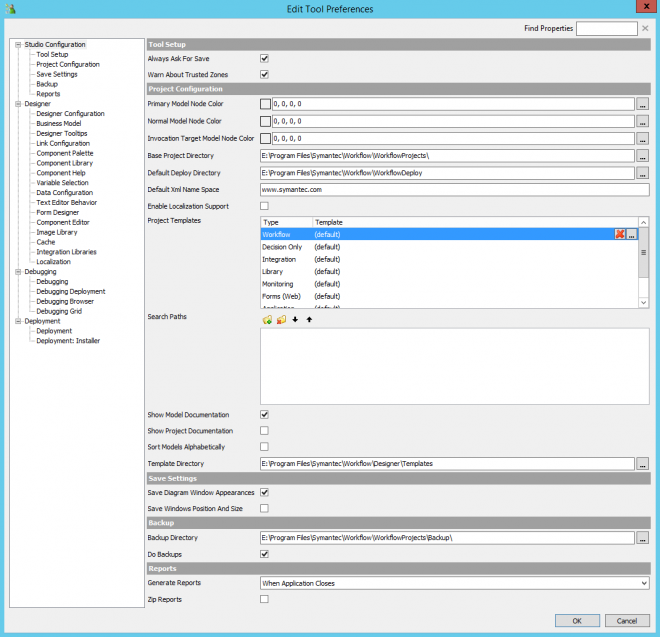 Edit Tool Preferences
x
Find Properties
Studio Configuration
Tool Setup
Project Configuration
Save Settings
Backup
Reports
Designer
Designer Configuration
Business Model
Designer Tooltips
Link Configuration
Component Palette
Component Library
Component Help
Variable Selection
Data Configuration
Text Editor Behavior
Form Designer
Component Editor
Image Library
Cache
Integration Libraries
Localization
Debugging
Debugging
Debugging Deployment
Debugging Browser
Debugging Grid
Deployment
Deployment
Deployment: Installer
Tool Setup
Always Ask For Save
Warn About Trusted Zones
Project Configuration
Primary Model Node Color 0, 0, 0, 0 ...
Normal Model Node Color 0, 0, 0, 0 ...
Invocation Target Model Node Color 0, 0, 0, 0 ...
Base Project Directory E:\Program Files\Symantec\Workflow\WorkflowProjects\ ...
Default Deploy Directory E:\Program Files\Symantec\Workflow\WorkflowDeploy ...
Default Xml Name Space www.symantec.com
Enable Localization Support
Project Templates Type Template
Workflow (default) ...
Decision Only (default)
Integration (default)
Library (default)
Monitoring (default)
Forms (Web) (default)
Application (default)
Search Paths
Show Model Documentation
Show Project Documentation
Sort Models Alphabetically
Template Directory E:\Program Files\Symantec\Workflow\Designer\Templates ...
Save Settings
Save Diagram Window Appearances
Save Windows Position And Size
Backup
Backup Directory E:\Program Files\Symantec\Workflow\WorkflowProjects\Backup\ ...
Do Backups
Reports
Generate Reports When Application Closes
Zip Reports
OK Cancel